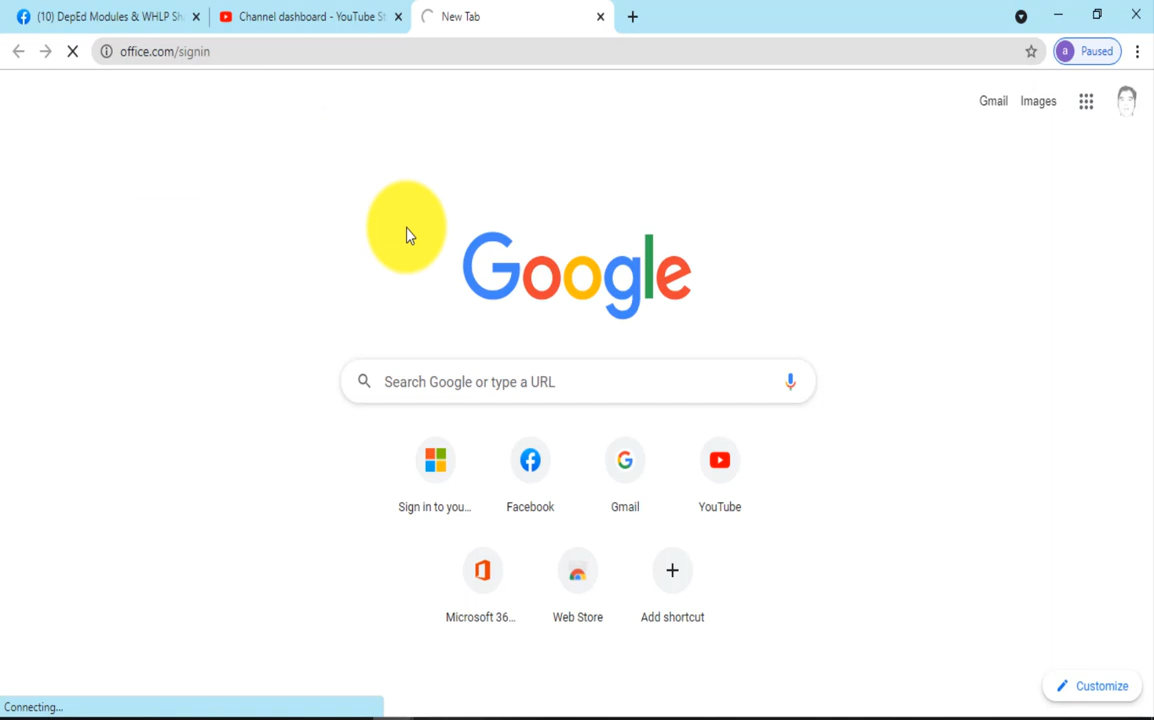 (10) DepEd Modules & WHLP Sh
Channel dashboard - YouTube St
New Tab
office.com/signin
a
Paused
Gmail
Images
Google
Search Google or type a URL
Sign in to you...
Facebook
Gmail
YouTube
Microsoft 36...
Web Store
Add shortcut
Customize
Connecting...